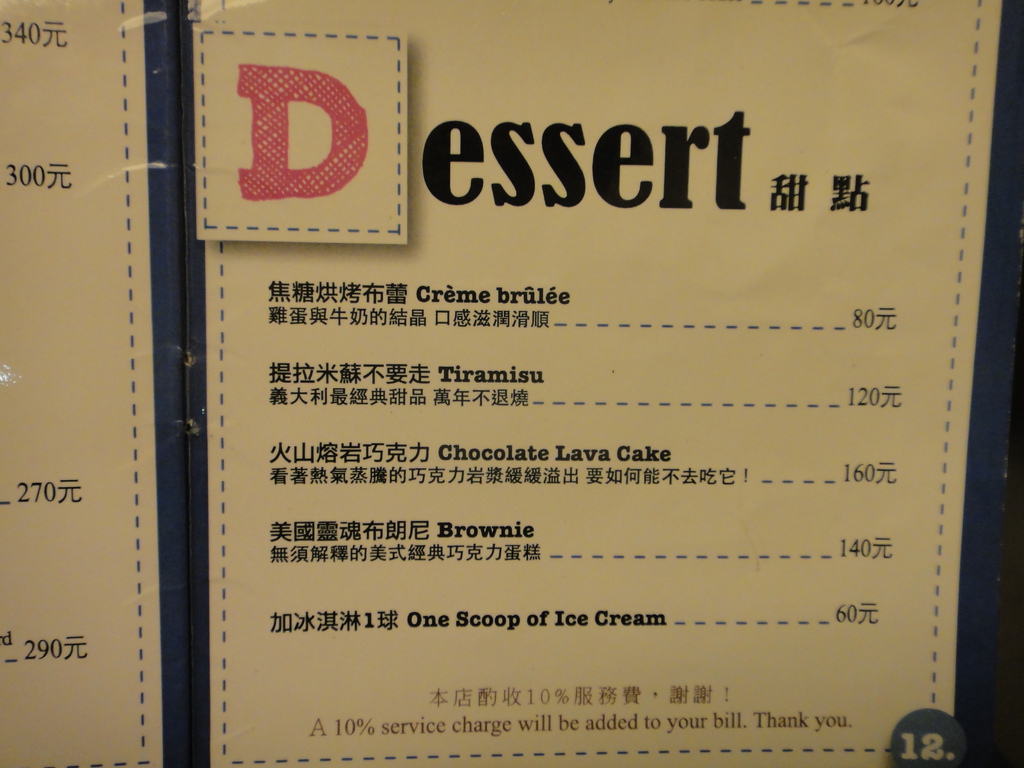 340元
300元
270元
290元
Dessert 甜點
焦糖烘烤布蕾 Crème brûlée
雞蛋與牛奶的結晶 口感滋潤滑順 80元
提拉米蘇不要走 Tiramisu
義大利最經典甜品 萬年不退燒 120元
火山熔岩巧克力 Chocolate Lava Cake
看著熱氣蒸騰的巧克力岩漿緩緩溢出 要如何能不去吃它！ 160元
美國靈魂布朗尼 Brownie
無須解釋的美式經典巧克力蛋糕 140元
加冰淇淋1球 One Scoop of Ice Cream 60元
本店酌收10%服務費，謝謝！
A 10% service charge will be added to your bill. Thank you.
12.